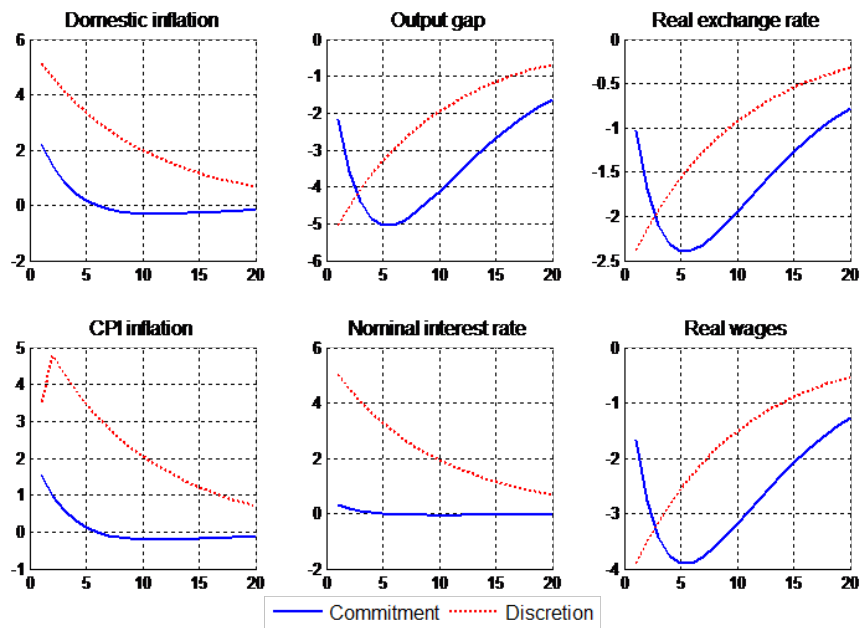 Domestic inflation
Output gap
Real exchange rate
6
4
2
0
-2
0 5 10 15 20
0
-1
-2
-3
-4
-5
-6
0 5 10 15 20
0
-0.5
-1
-1.5
-2
-2.5
0 5 10 15 20
CPI inflation
Nominal interest rate
Real wages
5
4
3
2
1
0
-1
0 5 10 15 20
6
4
2
0
-2
0 5 10 15 20
0
-1
-2
-3
-4
0 5 10 15 20
Commitment Discretion